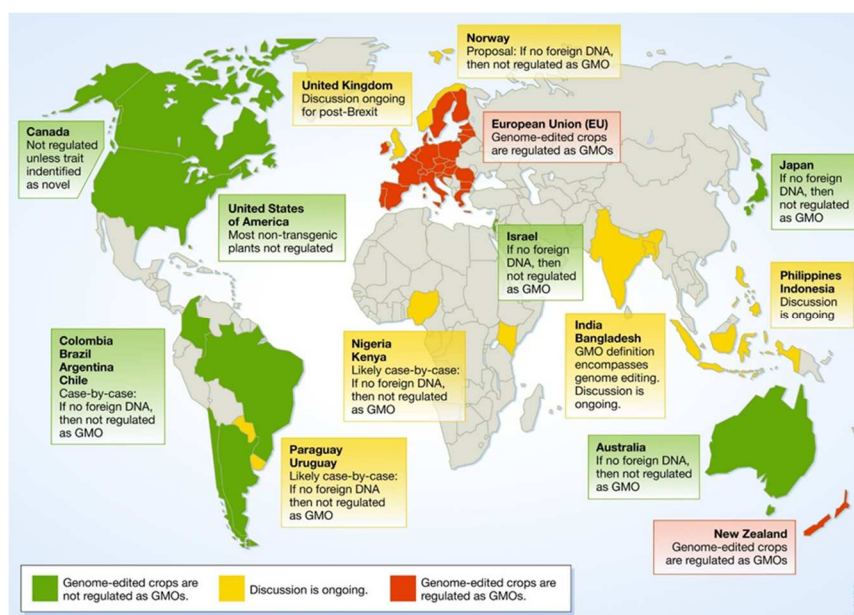 Norway
Proposal: If no foreign DNA,
then not regulated as GMO
United Kingdom
Discussion ongoing
for post-Brexit
European Union (EU)
Genome-edited crops
are regulated as GMOs
Canada
Not regulated
unless trait
indentified
as novel
Japan
If no foreign
DNA, then
not regulated
as GMO
United States
of America
Most non-transgenic
plants not regulated
Israel
If no foreign
DNA, then
not regulated
as GMO
Philippines
Indonesia
Discussion
is ongoing
Colombia
Brazil
Argentina
Chile
Case-by-case:
If no foreign DNA,
then not regulated
as GMO
Nigeria
Kenya
Likely case-by-case:
If no foreign DNA,
then not regulated
as GMO
India
Bangladesh
GMO definition
encompasses
genome editing.
Discussion is
ongoing.
Paraguay
Uruguay
Likely case-by-case:
If no foreign DNA
then not regulated
as GMO
Australia
If no foreign DNA,
then not regulated
as GMO
New Zealand
Genome-edited crops
are regulated as GMOs
Genome-edited crops are
not regulated as GMOs.
Discussion is ongoing.
Genome-edited crops are
regulated as GMOs.